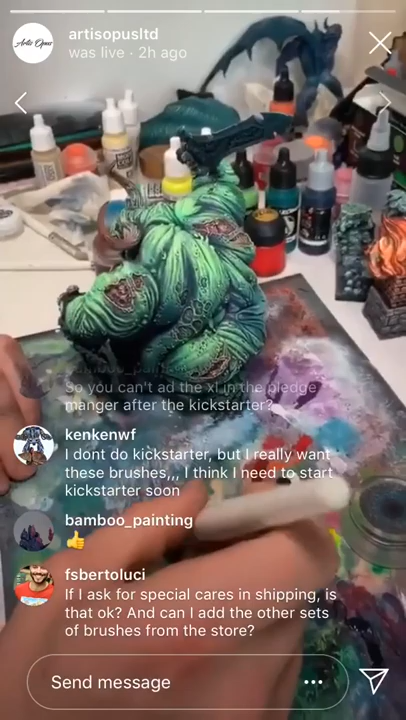 artisopusltd
was live · 2h ago
Artis Opus
So you can't ad the xl in the pledge
manger after the kickstarter?
kenkenwf
I dont do kickstarter, but I really want
these brushes,,, I think I need to start
kickstarter soon
bamboo_painting
👍
fsbertoluci
If I ask for special cares in shipping, is
that ok? And can I add the other sets
of brushes from the store?
Send message